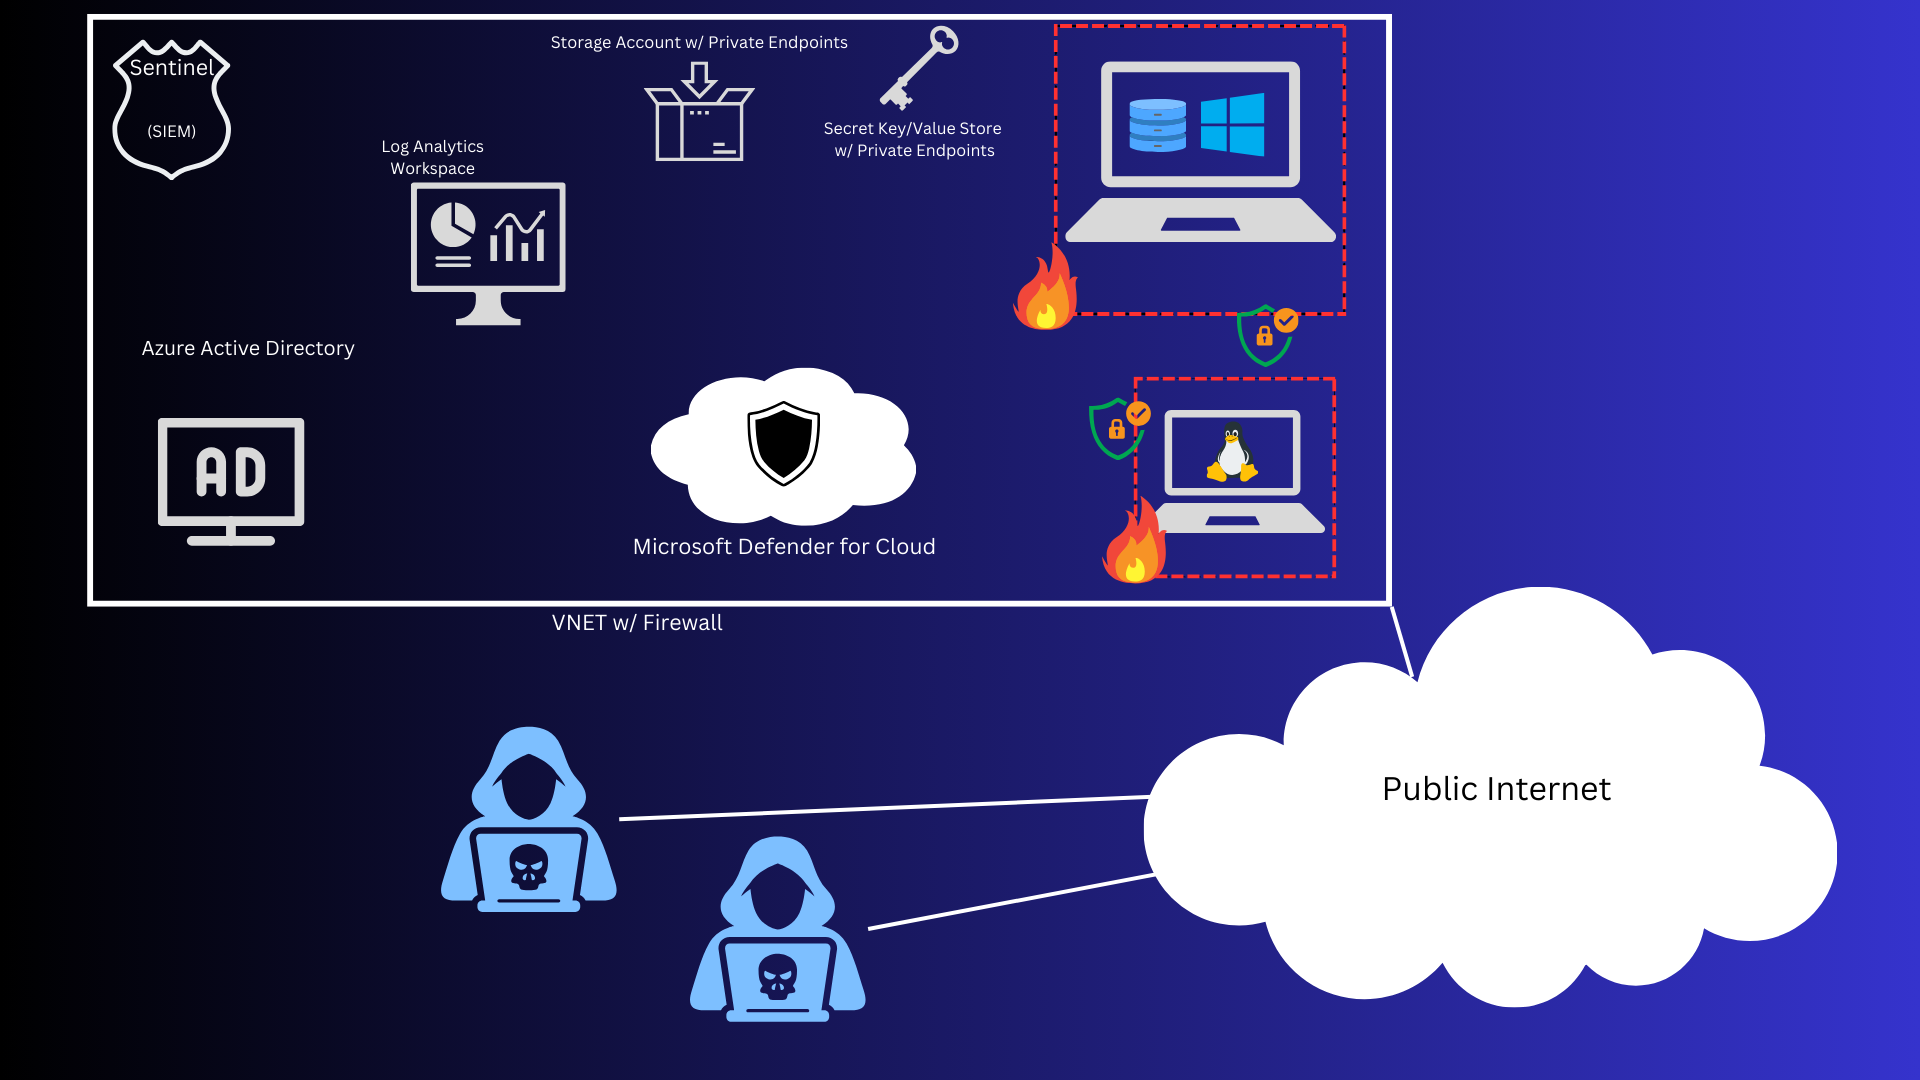 Sentinel
(SIEM)
Storage Account w/ Private Endpoints
Secret Key/Value Store
w/ Private Endpoints
Log Analytics
Workspace
Azure Active Directory
AD
Microsoft Defender for Cloud
VNET w/ Firewall
Public Internet